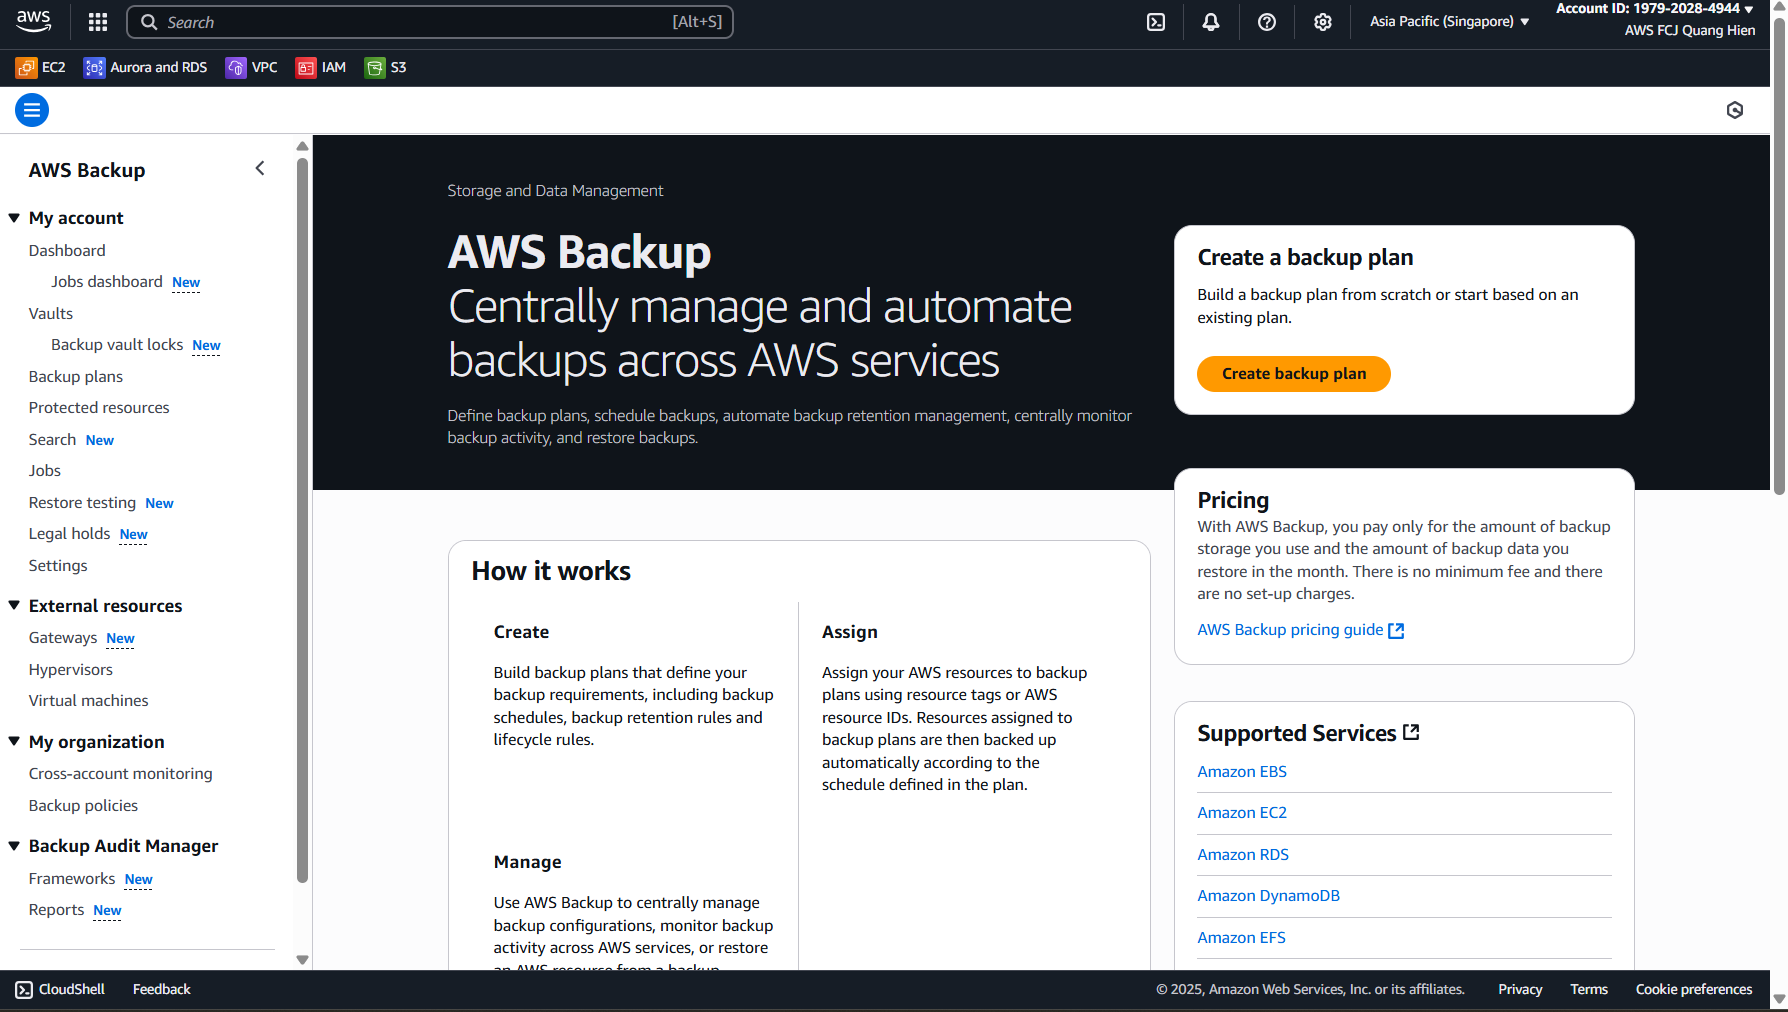 aws
Search [Alt+S]
Asia Pacific (Singapore)
Account ID: 1979-2028-4944
AWS FCJ Quang Hien
EC2
Aurora and RDS
VPC
IAM
S3
AWS Backup
My account
Dashboard
Jobs dashboard New
Vaults
Backup vault locks New
Backup plans
Protected resources
Search New
Jobs
Restore testing New
Legal holds New
Settings
External resources
Gateways New
Hypervisors
Virtual machines
My organization
Cross-account monitoring
Backup policies
Backup Audit Manager
Frameworks New
Reports New
Storage and Data Management
AWS Backup
Centrally manage and automate
backups across AWS services
Define backup plans, schedule backups, automate backup retention management, centrally monitor
backup activity, and restore backups.
Create a backup plan
Build a backup plan from scratch or start based on an
existing plan.
Create backup plan
Pricing
With AWS Backup, you pay only for the amount of backup
storage you use and the amount of backup data you
restore in the month. There is no minimum fee and there
are no set-up charges.
AWS Backup pricing guide
How it works
Create
Build backup plans that define your
backup requirements, including backup
schedules, backup retention rules and
lifecycle rules.
Assign
Assign your AWS resources to backup
plans using resource tags or AWS
resource IDs. Resources assigned to
backup plans are then backed up
automatically according to the
schedule defined in the plan.
Manage
Use AWS Backup to centrally manage
backup configurations, monitor backup
activity across AWS services, or restore
an AWS resource from a backup
Supported Services
Amazon EBS
Amazon EC2
Amazon RDS
Amazon DynamoDB
Amazon EFS
CloudShell
Feedback
© 2025, Amazon Web Services, Inc. or its affiliates.
Privacy
Terms
Cookie preferences